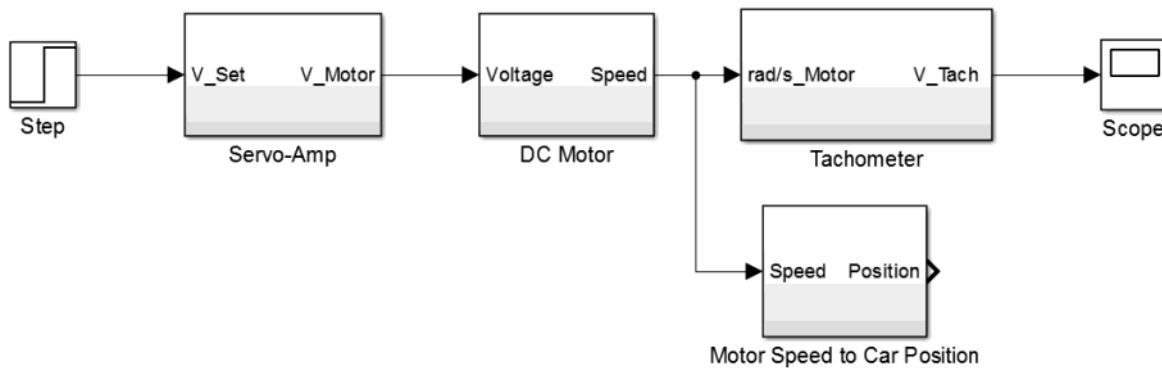 V_Set V_Motor
Voltage Speed
rad/s_Motor V_Tach
Step
Servo-Amp
DC Motor
Tachometer
Scope
Speed Position
Motor Speed to Car Position